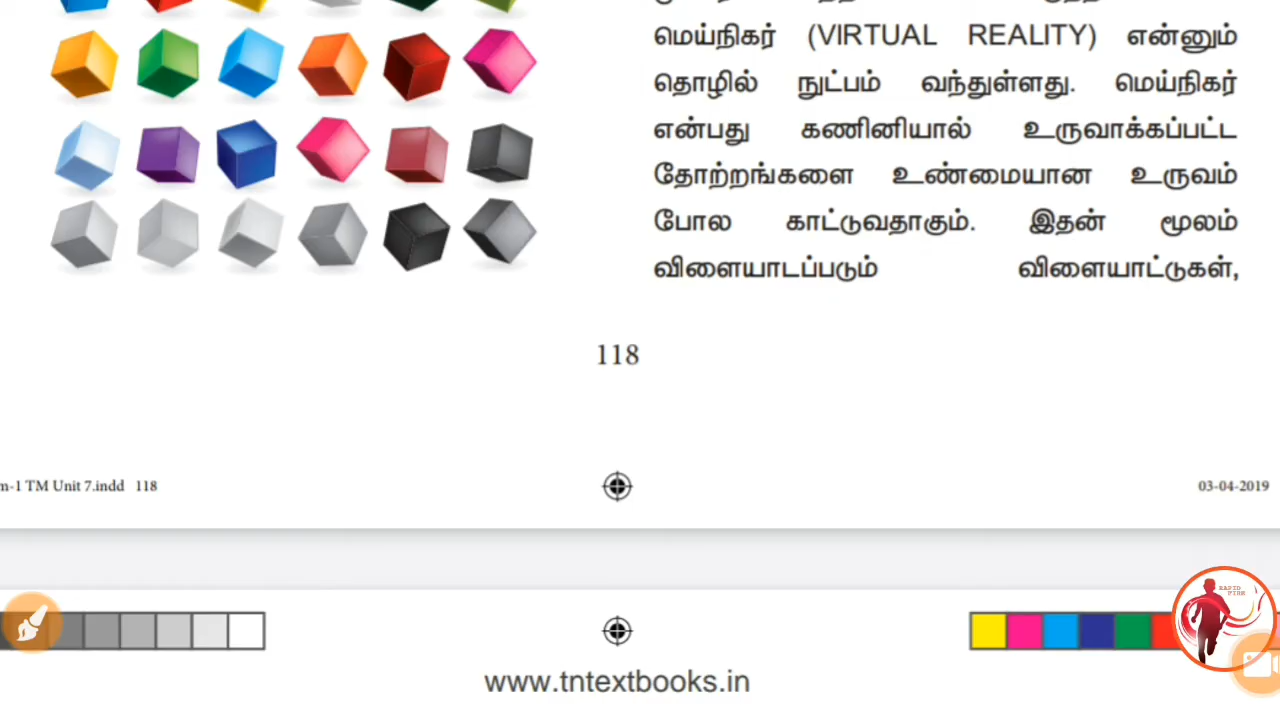 மெய்நிகர் (VIRTUAL REALITY) என்னும்
தொழில் நுட்பம் வந்துள்ளது. மெய்நிகர்
என்பது கணினியால் உருவாக்கப்பட்ட
தோற்றங்களை உண்மையான உருவம்
போல காட்டுவதாகும். இதன் மூலம்
விளையாடப்படும் விளையாட்டுகள்,
118
m-1 TM Unit 7.indd 118
03-04-2019
RAPID
FIRE
www.tntextbooks.in